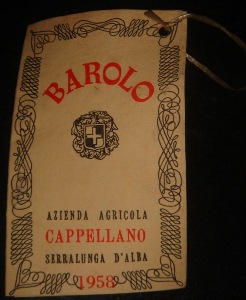 BAROLO
AZIENDA AGRICOLA
CAPPELLANO
SERRALUNGA D'ALBA
1958